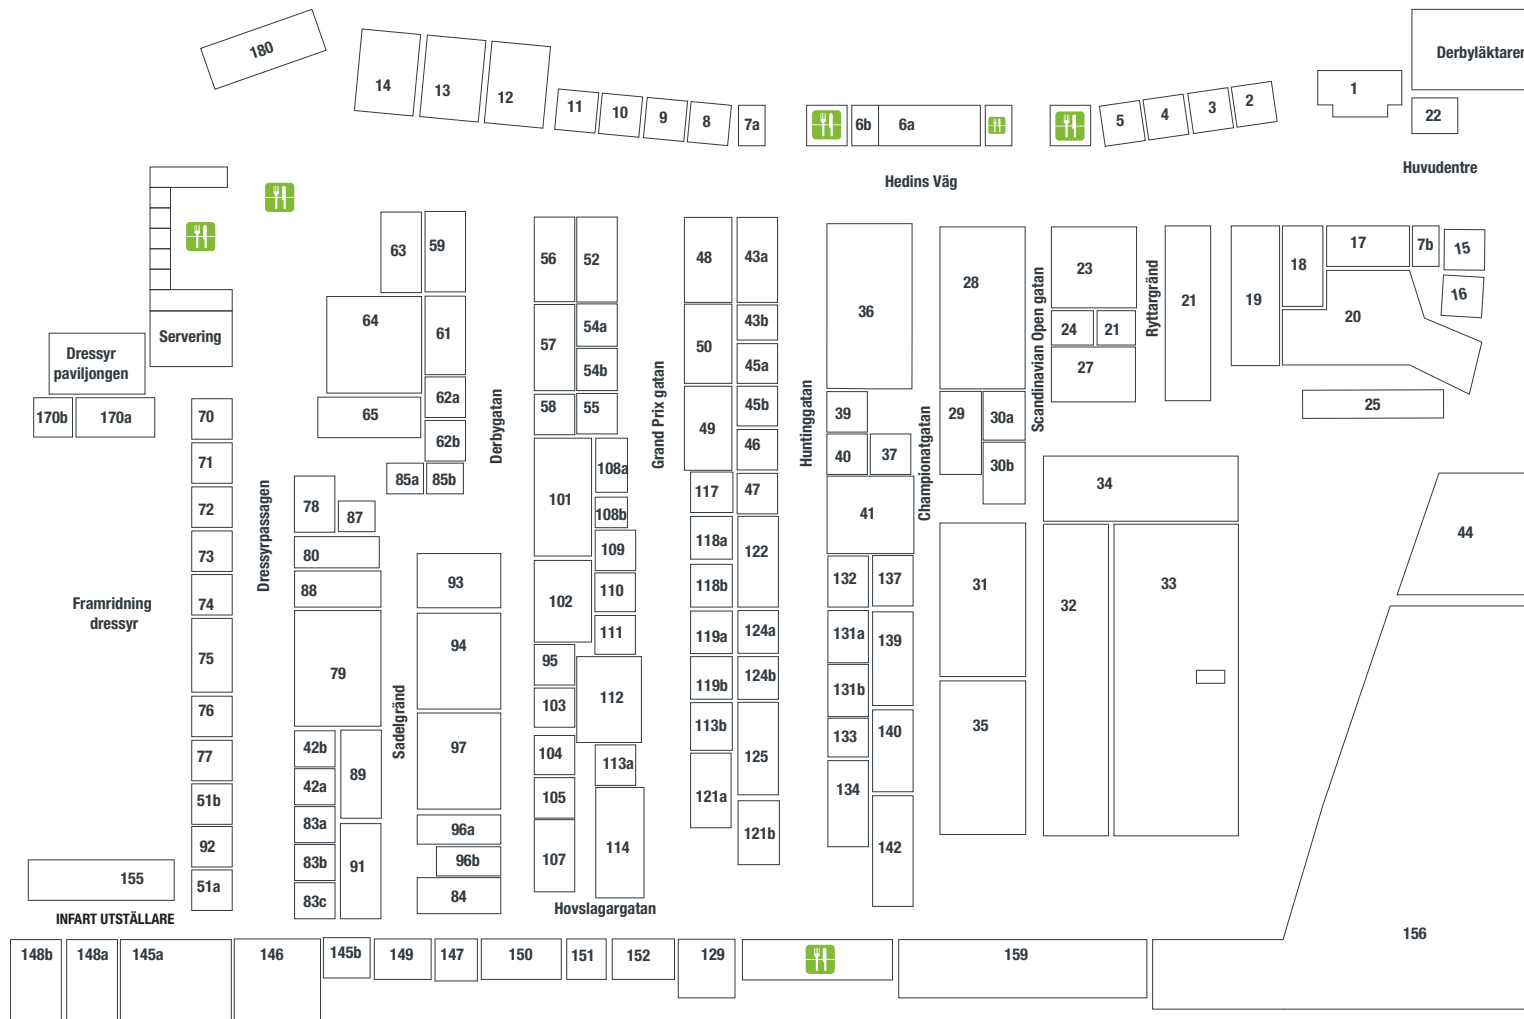 180
14
13
12
11
10
9
8
7a
6b
6a
5
4
3
2
1
Derbyläktaren
22
Hedins Väg
Huvudentre
63
59
56
52
48
43a
36
28
23
21
19
18
17
7b
15
16
20
64
61
57
54a
54b
50
43b
45a
24
21
27
25
Servering
Dressyr
paviljongen
170b
170a
70
65
62a
62b
58
55
49
45b
46
39
40
37
29
30a
30b
Derbygatan
Grand Prix gatan
Huntinggatan
Championatgatan
Scandinavian Open gatan
Ryttargränd
71
72
73
74
75
76
77
51b
92
51a
Dressyrpassagen
Framridning
dressyr
78
87
85a
85b
80
88
79
42b
42a
83a
83b
83c
89
91
Sadelgränd
93
94
97
96a
96b
84
101
102
95
103
104
105
107
108a
108b
109
110
111
112
113a
114
117
118a
118b
119a
119b
113b
121a
47
122
124a
124b
125
121b
41
132
137
131a
139
131b
133
140
134
142
31
35
34
32
33
44
156
155
INFART UTSTÄLLARE
Hovslagargatan
148b
148a
145a
146
145b
149
147
150
151
152
129
159